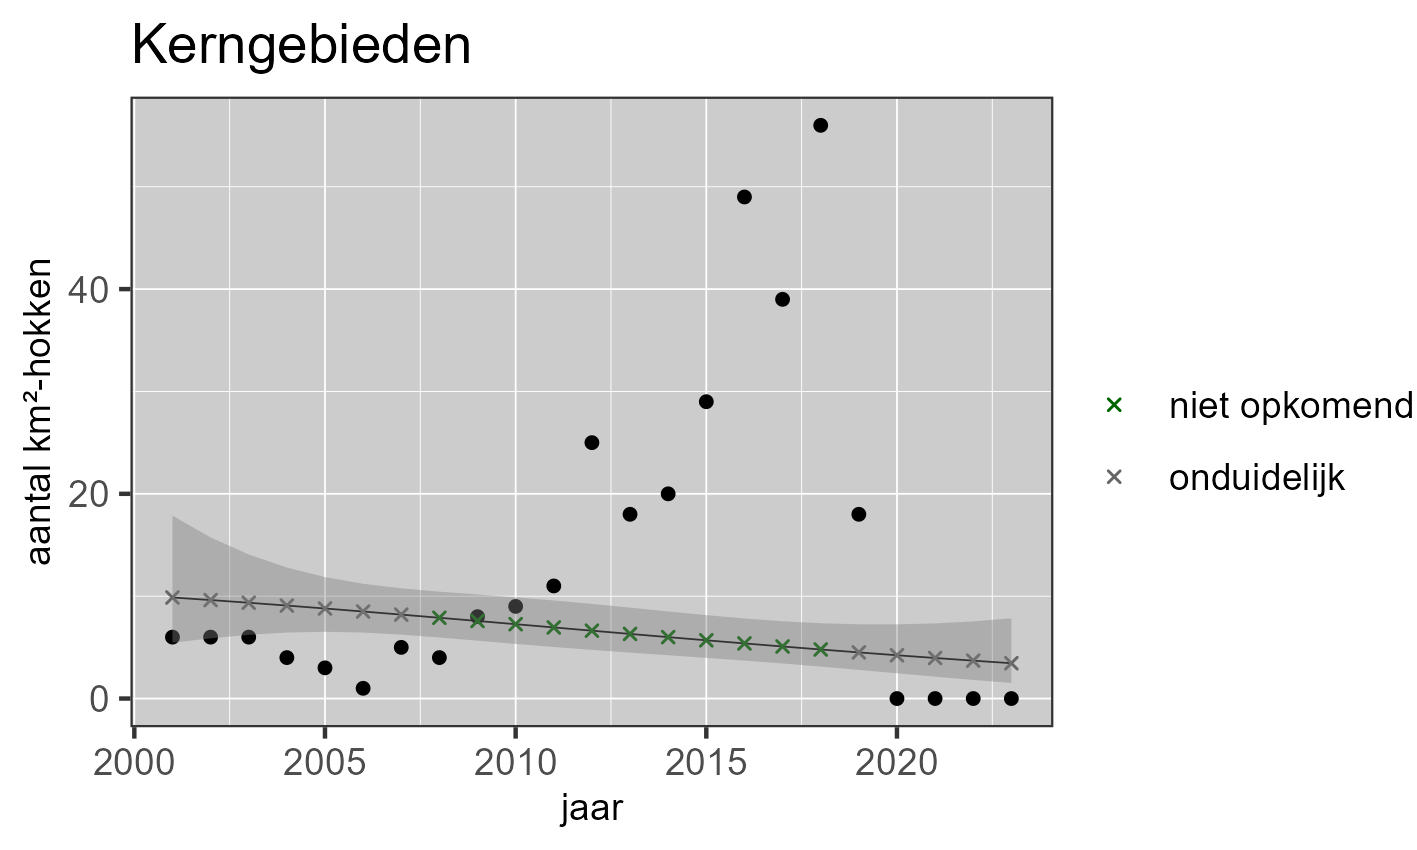 Kerngebieden
aantal km²-hokken
40
20
0
2000 2005 2010 2015 2020
jaar
niet opkomend
onduidelijk